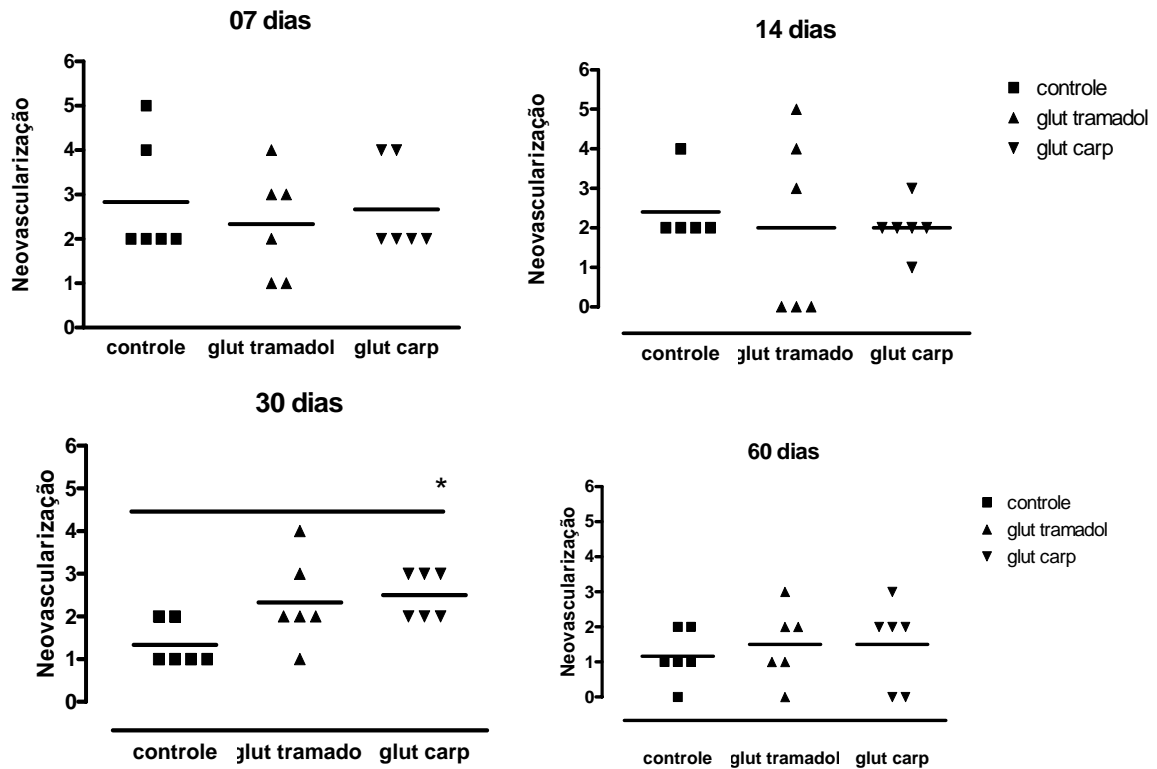 07 dias
6
5
4
3
2
1
0
Neovascularização
controle
glut tramadol
glut carp
14 dias
6
5
4
3
2
1
0
Neovascularização
controle
glut tramado
glut carp
controle
glut tramadol
glut carp
30 dias
6
5
4
3
2
1
0
Neovascularização
*
controle
glut tramado
glut carp
60 dias
6
5
4
3
2
1
0
Neovascularização
controle
glut tramadol
glut carp
controle
glut tramadol
glut carp